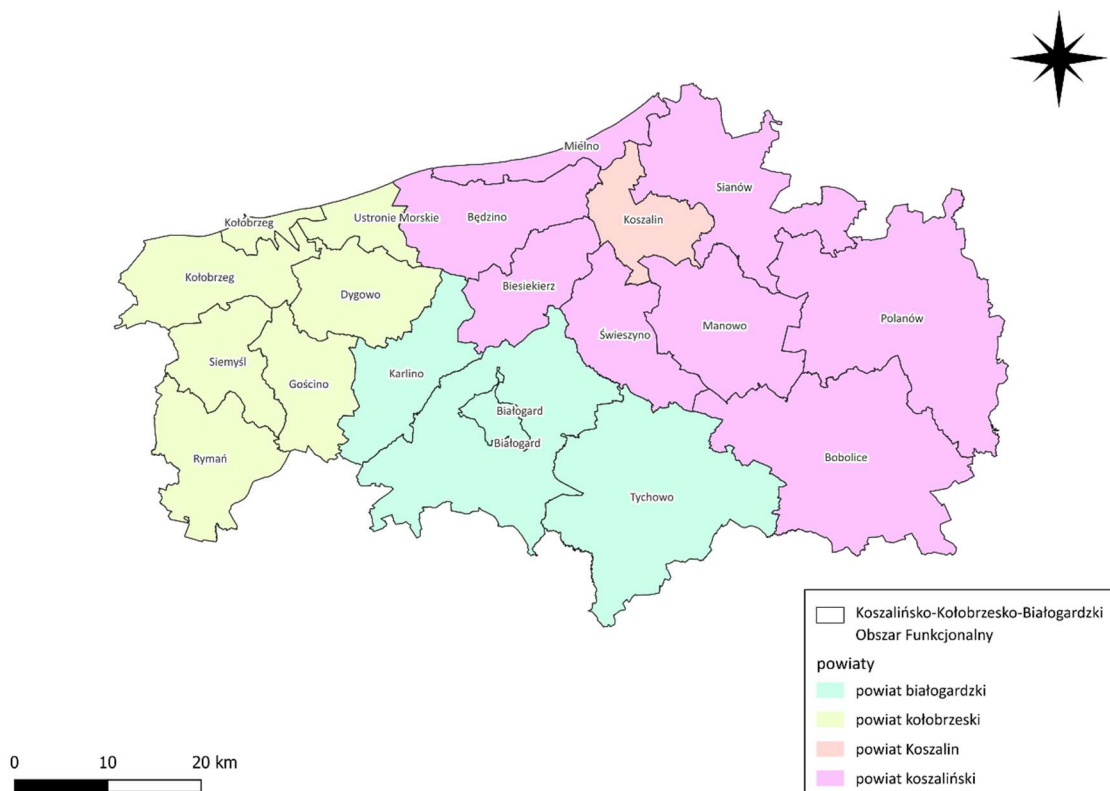 Mielno
Sianów
Kołobrzeg
Ustronie Morskie
Będzino
Koszalin
Kołobrzeg
Dygowo
Biesiekierz
Polanów
Manowo
Świeszyno
Siemyśl
Gościno
Karlino
Białogard
Białogard
Rymań
Bobolice
Tychowo
Koszalińsko-Kołobrzesko-Białogardzki
Obszar Funkcjonalny
powiaty
powiat białogardzki
powiat kołobrzeski
powiat Koszalin
powiat koszaliński
0 10 20 km